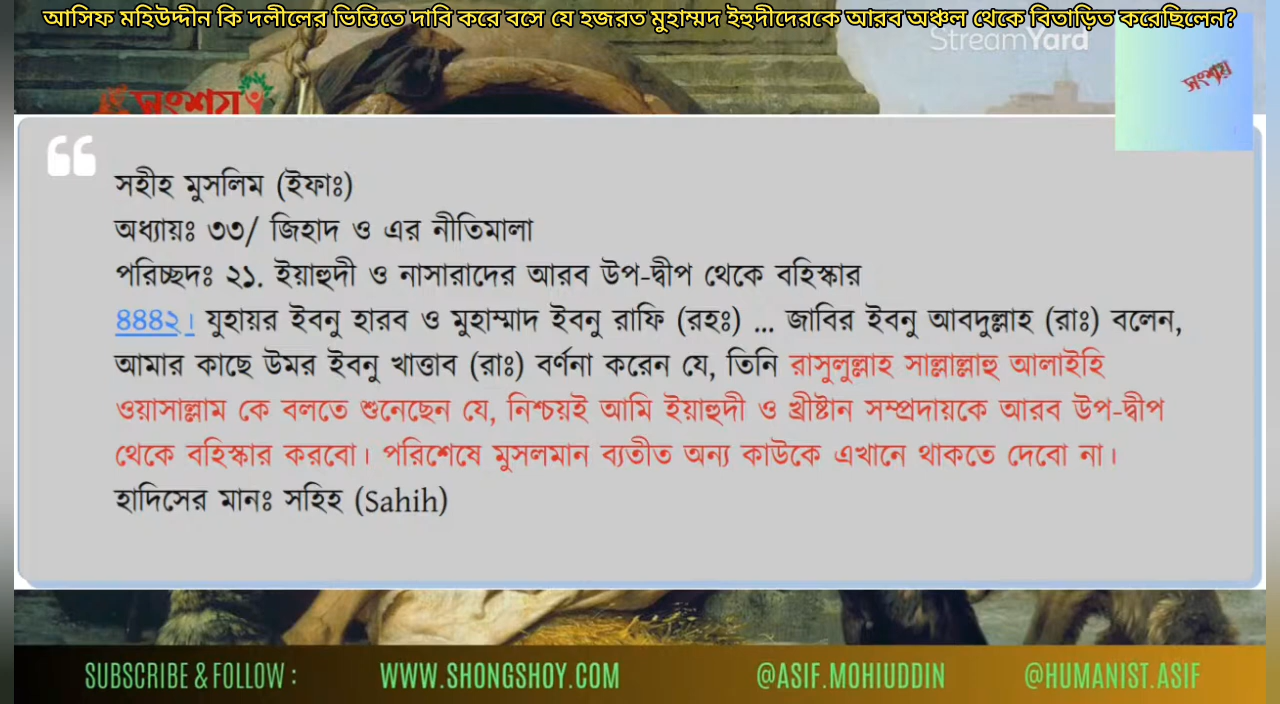 আসিফ মহিউদ্দীন কি দলীলের ভিত্তিতে দাবি করে বসে যে হজরত মুহাম্মদ ইহুদীদেরকে আরব অঞ্চল থেকে বিতাড়িত করেছিলেন?
StreamYard
সংশয়
সংশয়
সহীহ মুসলিম (ইফাঃ)
অধ্যায়ঃ ৩৩/ জিহাদ ও এর নীতিমালা
পরিচ্ছদঃ ২১. ইয়াহুদী ও নাসারাদের আরব উপ-দ্বীপ থেকে বহিস্কার
৪৪৪২। যুহায়র ইবনু হারব ও মুহাম্মাদ ইবনু রাফি (রহঃ) ... জাবির ইবনু আবদুল্লাহ (রাঃ) বলেন,
আমার কাছে উমর ইবনু খাত্তাব (রাঃ) বর্ণনা করেন যে, তিনি রাসুলুল্লাহ সাল্লাল্লাহু আলাইহি
ওয়াসাল্লাম কে বলতে শুনেছেন যে, নিশ্চয়ই আমি ইয়াহুদী ও খ্রীষ্টান সম্প্রদায়কে আরব উপ-দ্বীপ
থেকে বহিস্কার করবো। পরিশেষে মুসলমান ব্যতীত অন্য কাউকে এখানে থাকতে দেবো না।
হাদিসের মানঃ সহিহ (Sahih)
SUBSCRIBE & FOLLOW : WWW.SHONGSHOY.COM @ASIF.MOHIUDDIN @HUMANIST.ASIF